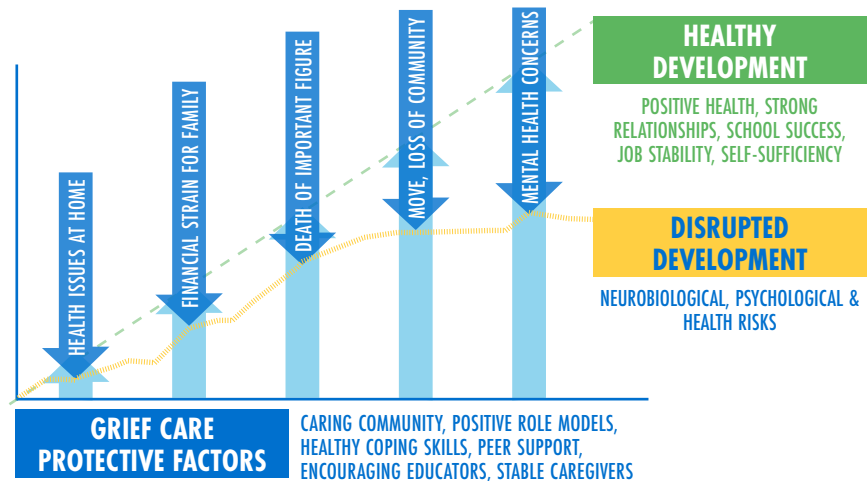 HEALTH ISSUES AT HOME
FINANCIAL STRAIN FOR FAMILY
DEATH OF IMPORTANT FIGURE
MOVE, LOSS OF COMMUNITY
MENTAL HEALTH CONCERNS
HEALTHY
DEVELOPMENT
POSITIVE HEALTH, STRONG
RELATIONSHIPS, SCHOOL SUCCESS,
JOB STABILITY, SELF-SUFFICIENCY
DISRUPTED
DEVELOPMENT
NEUROBIOLOGICAL, PSYCHOLOGICAL &
HEALTH RISKS
GRIEF CARE
PROTECTIVE FACTORS
CARING COMMUNITY, POSITIVE ROLE MODELS,
HEALTHY COPING SKILLS, PEER SUPPORT,
ENCOURAGING EDUCATORS, STABLE CAREGIVERS